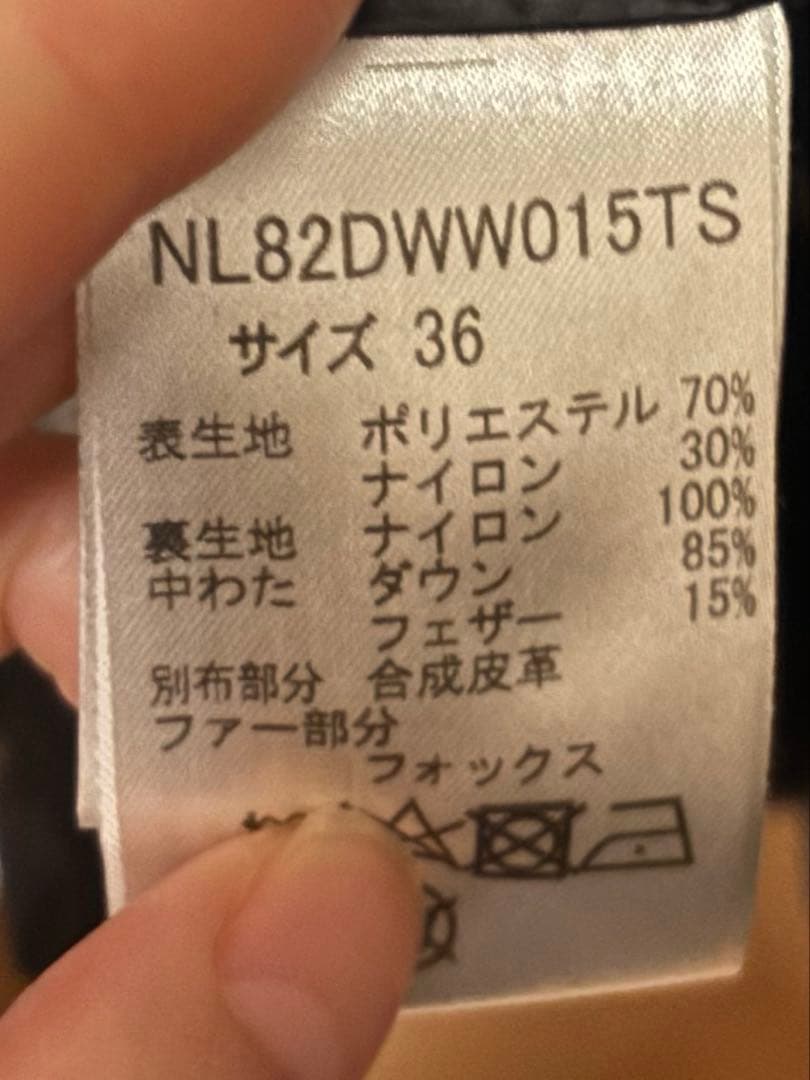 NL82DWW015TS
サイズ 36
表生地 ポリエステル 70%
ナイロン 30%
裏生地 ナイロン 100%
中わた ダウン 85%
フェザー 15%
別布部分 合成皮革
ファー部分
フォックス